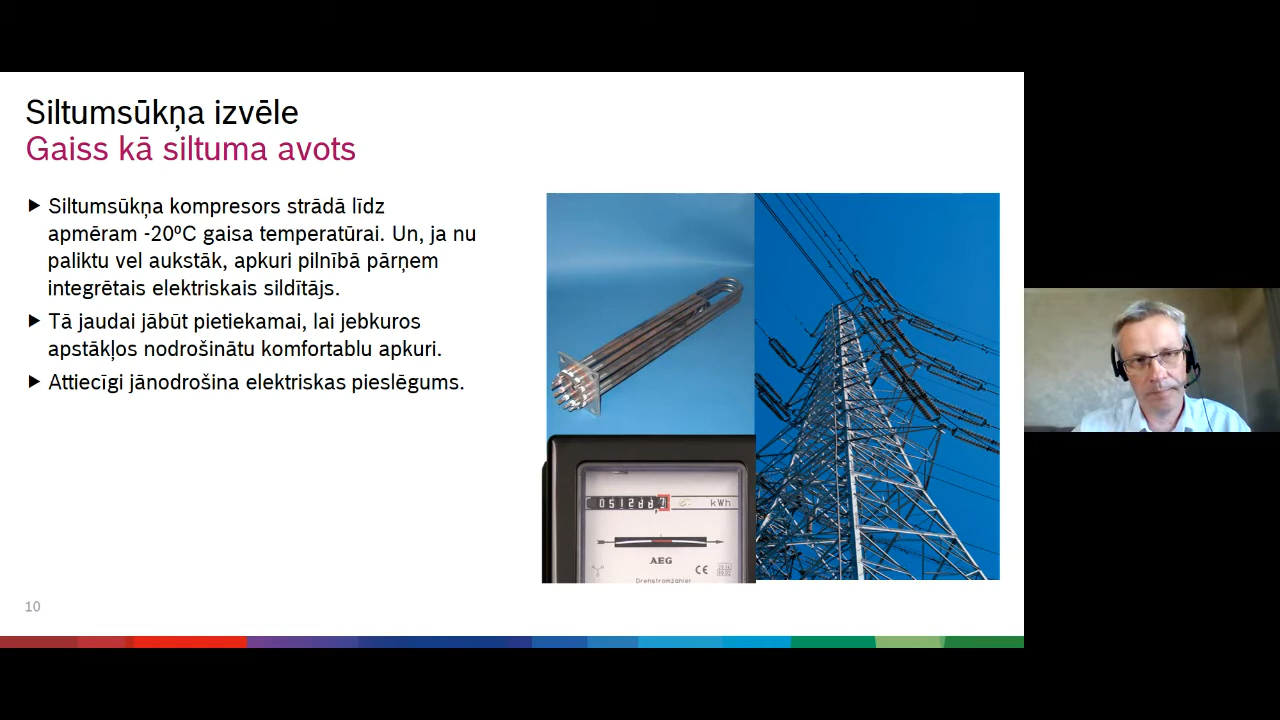 Siltumsūkņa izvēle
Gaiss kā siltuma avots
Siltumsūkņa kompresors strādā līdz
apmēram -20ºC gaisa temperatūrai. Un, ja nu
paliktu vel aukstāk, apkuri pilnībā pārņem
integrētais elektriskais sildītājs.
Tā jaudai jābūt pietiekamai, lai jebkuros
apstākļos nodrošinātu komfortablu apkuri.
Attiecīgi jānodrošina elektriskas pieslēgums.
kWh
AEG
CE
Drehstromzähler
10